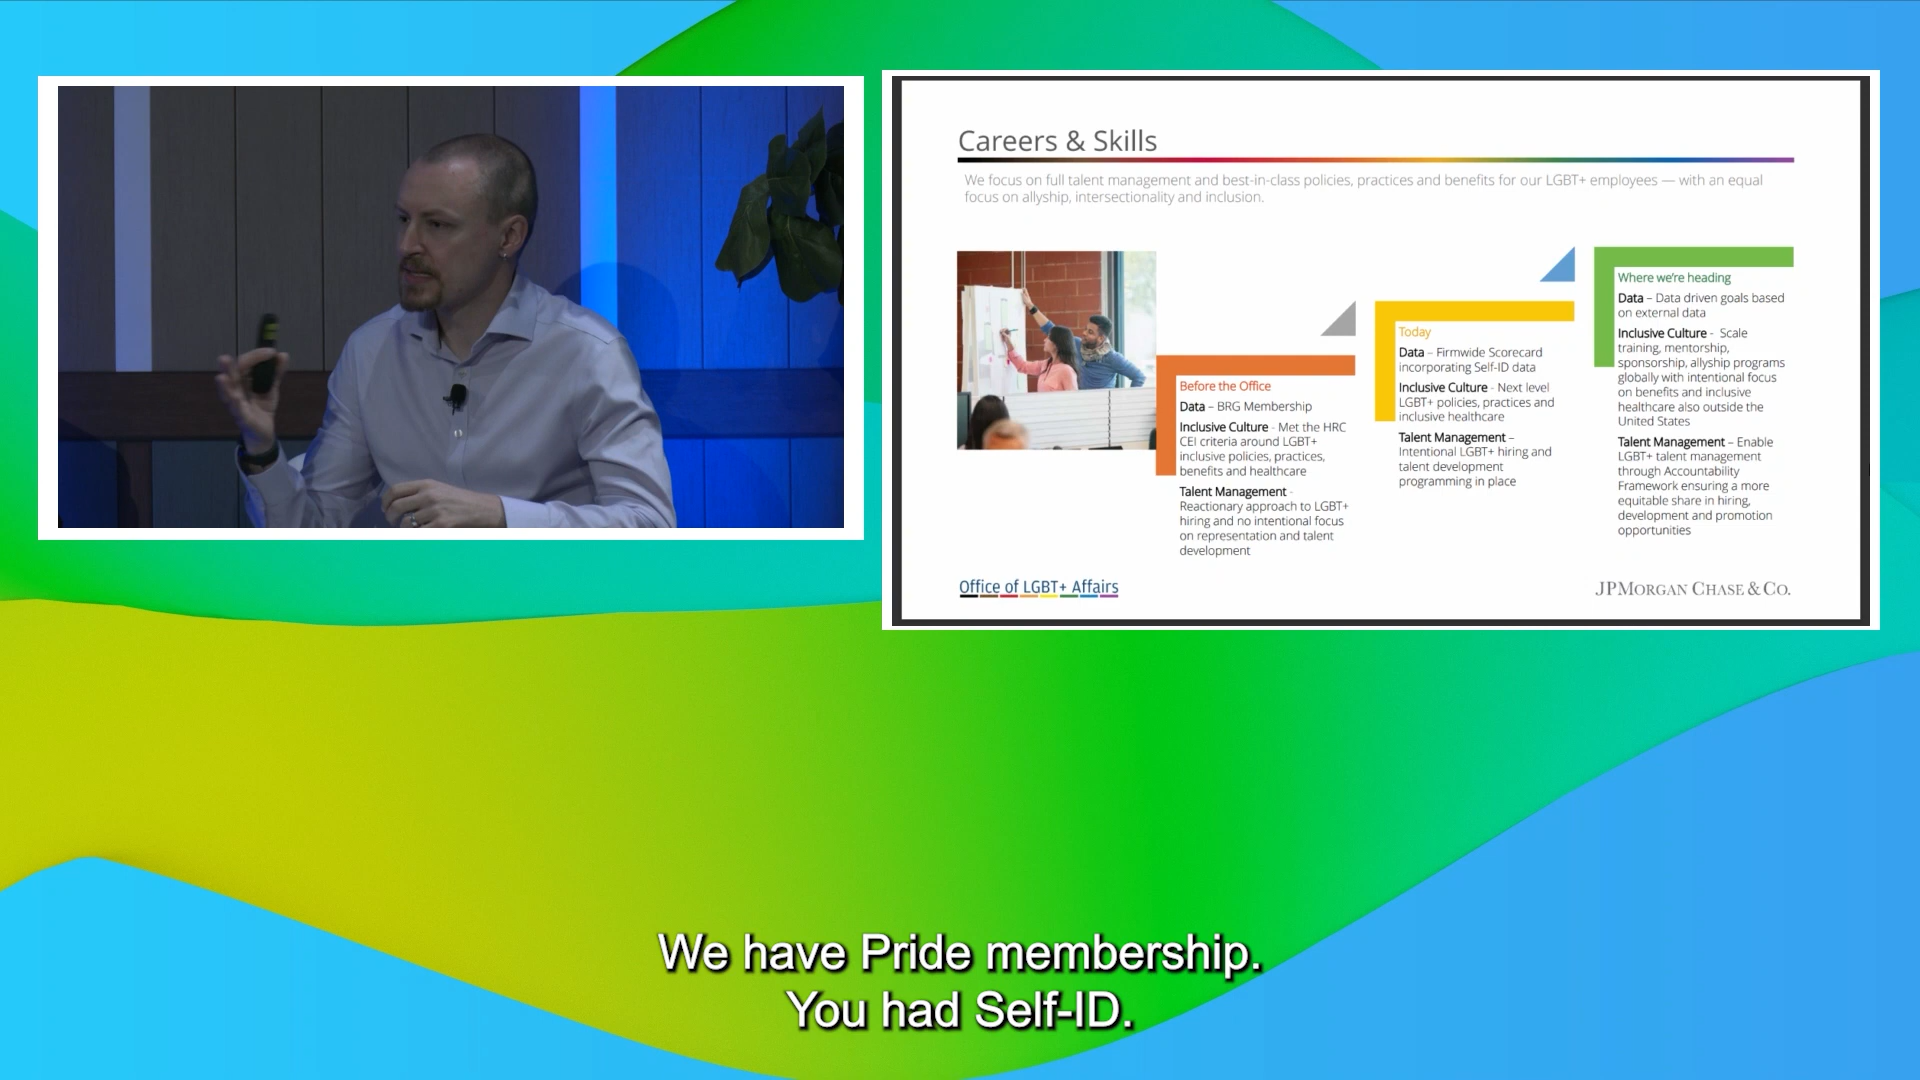 Careers & Skills
We focus on full talent management and best-in-class policies, practices and benefits for our LGBT+ employees — with an equal
focus on allyship, intersectionality and inclusion.
Before the Office
Data – BRG Membership
Inclusive Culture - Met the HRC
CEI criteria around LGBT+
inclusive policies, practices,
benefits and healthcare
Talent Management -
Reactionary approach to LGBT+
hiring and no intentional focus
on representation and talent
development
Today
Data – Firmwide Scorecard
incorporating Self-ID data
Inclusive Culture - Next level
LGBT+ policies, practices and
inclusive healthcare
Talent Management –
Intentional LGBT+ hiring and
talent development
programming in place
Where we're heading
Data – Data driven goals based
on external data
Inclusive Culture - Scale
training, mentorship,
sponsorship, allyship programs
globally with intentional focus
on benefits and inclusive
healthcare also outside the
United States
Talent Management – Enable
LGBT+ talent management
through Accountability
Framework ensuring a more
equitable share in hiring,
development and promotion
opportunities
Office of LGBT+ Affairs
JPMORGAN CHASE & CO.
We have Pride membership.
You had Self-ID.